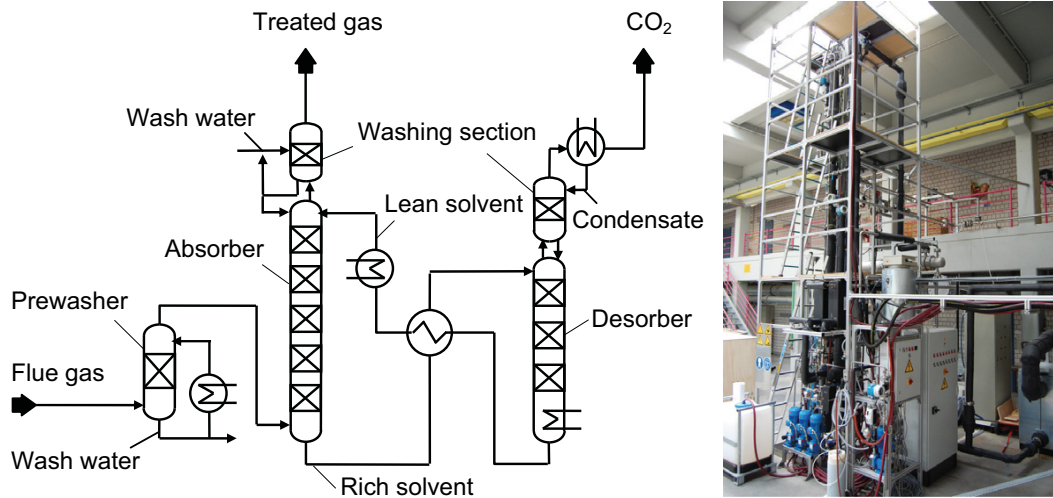 Treated gas
CO₂
Wash water
Washing section
Lean solvent
Condensate
Absorber
Prewasher
Desorber
Flue gas
Wash water
Rich solvent